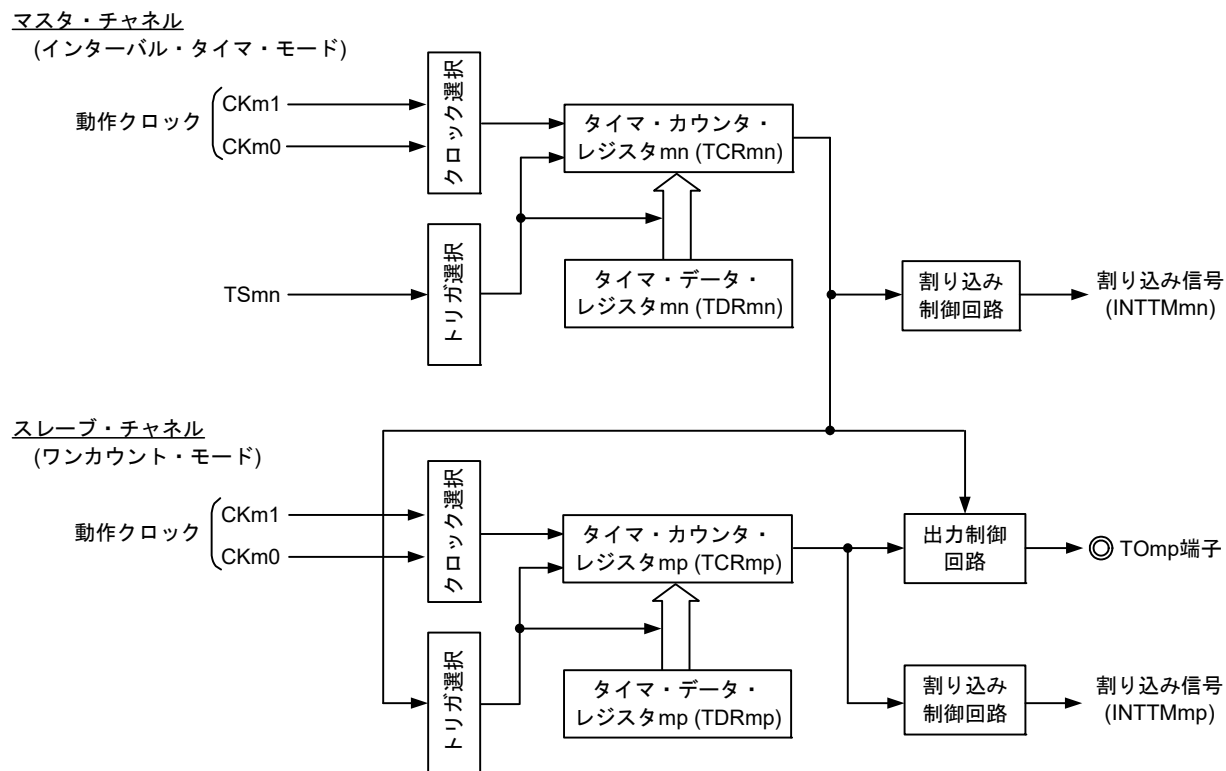 マスタ・チャネル
(インターバル・タイマ・モード)
動作クロック
CKm1
CKm0
クロック選択
タイマ・カウンタ・
レジスタmn (TCRmn)
TSmn
トリガ選択
タイマ・データ・
レジスタmn (TDRmn)
割り込み
制御回路
割り込み信号
(INTTMmn)
スレーブ・チャネル
(ワンカウント・モード)
動作クロック
CKm1
CKm0
クロック選択
タイマ・カウンタ・
レジスタmp (TCRmp)
出力制御
回路
TOmp端子
トリガ選択
タイマ・データ・
レジスタmp (TDRmp)
割り込み
制御回路
割り込み信号
(INTTMmp)